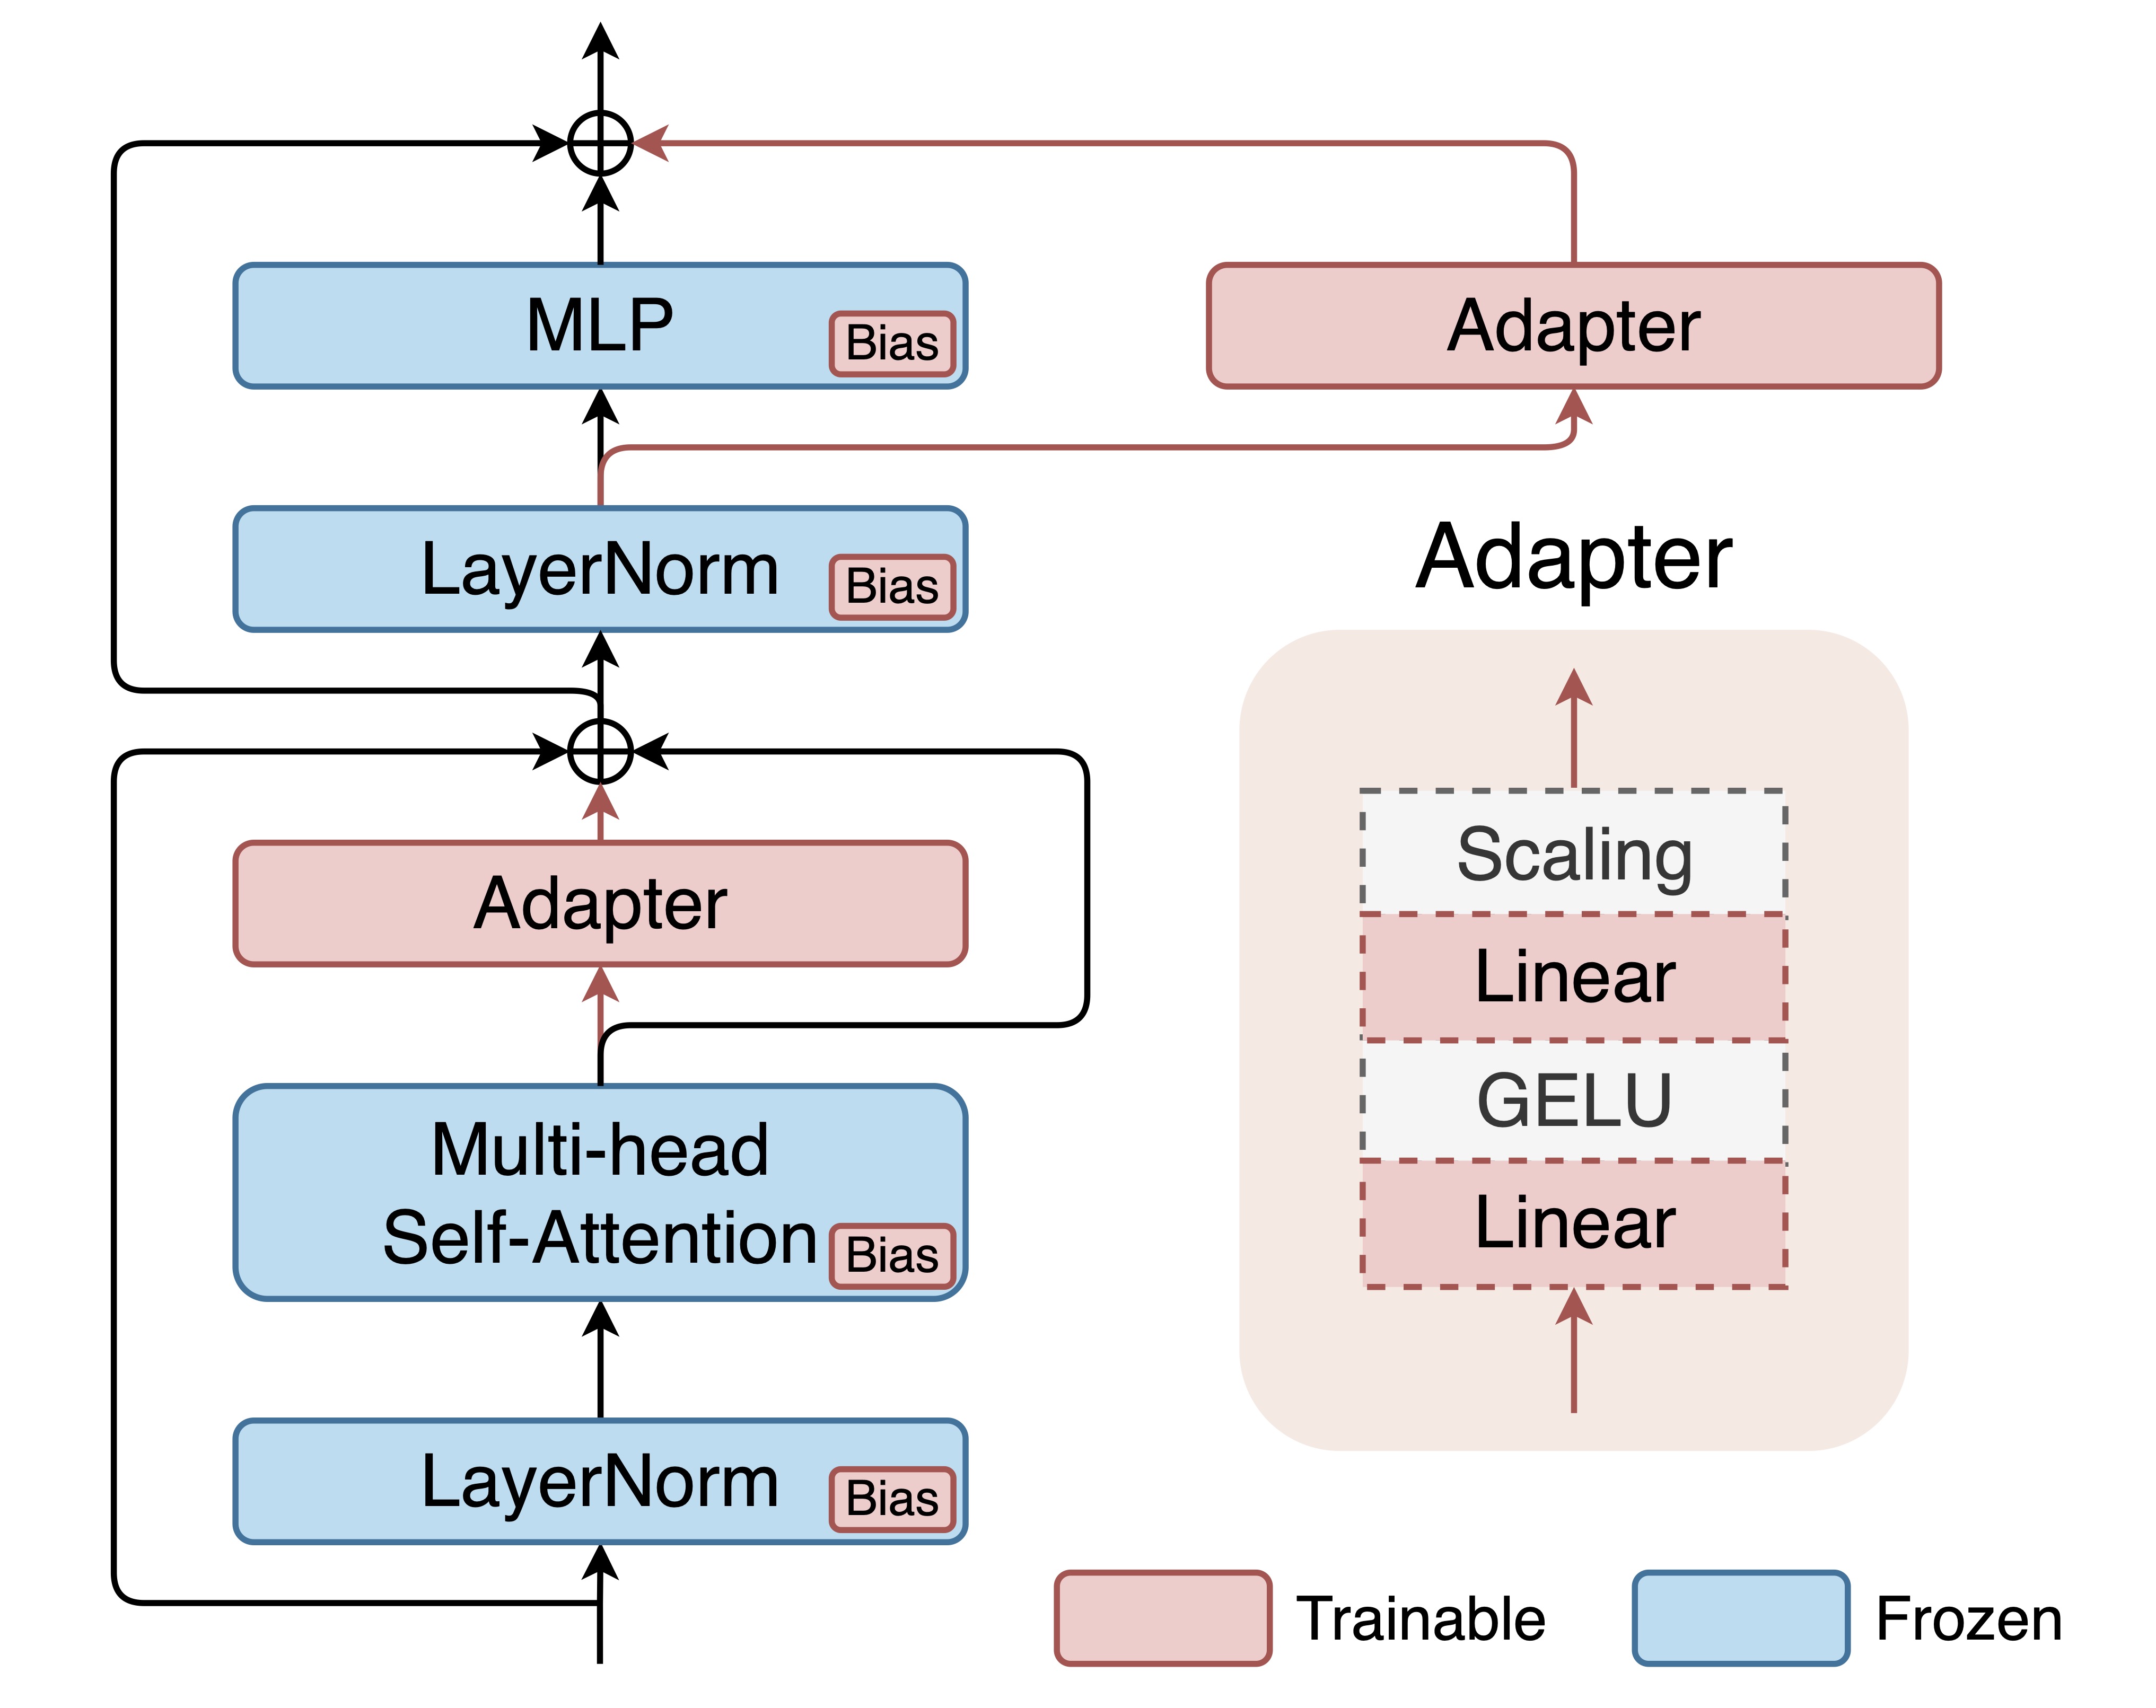 MLP
Bias
Adapter
LayerNorm
Bias
Adapter
Adapter
Multi-head
Self-Attention
Bias
LayerNorm
Bias
Scaling
Linear
GELU
Linear
Trainable
Frozen